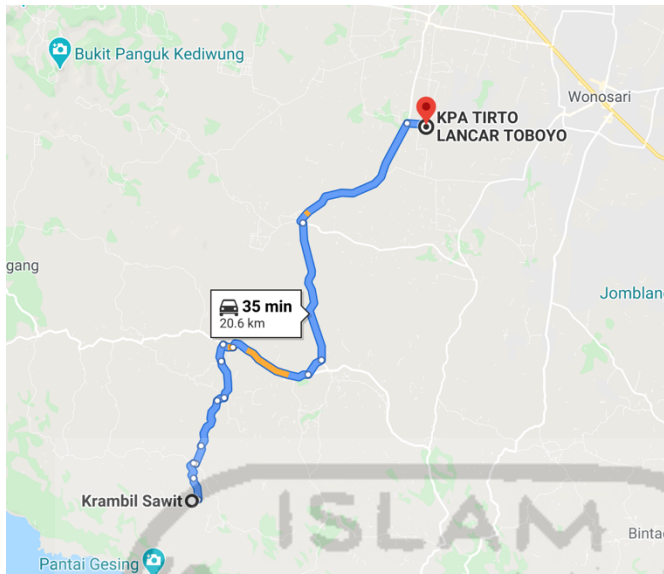 Bukit Panguk Kediwung
Wonosari
KPA TIRTO
LANCAR TOBOYO
gang
35 min
20.6 km
Jomblan
Krambil Sawit
ISLAM
Binta
Pantai Gesing